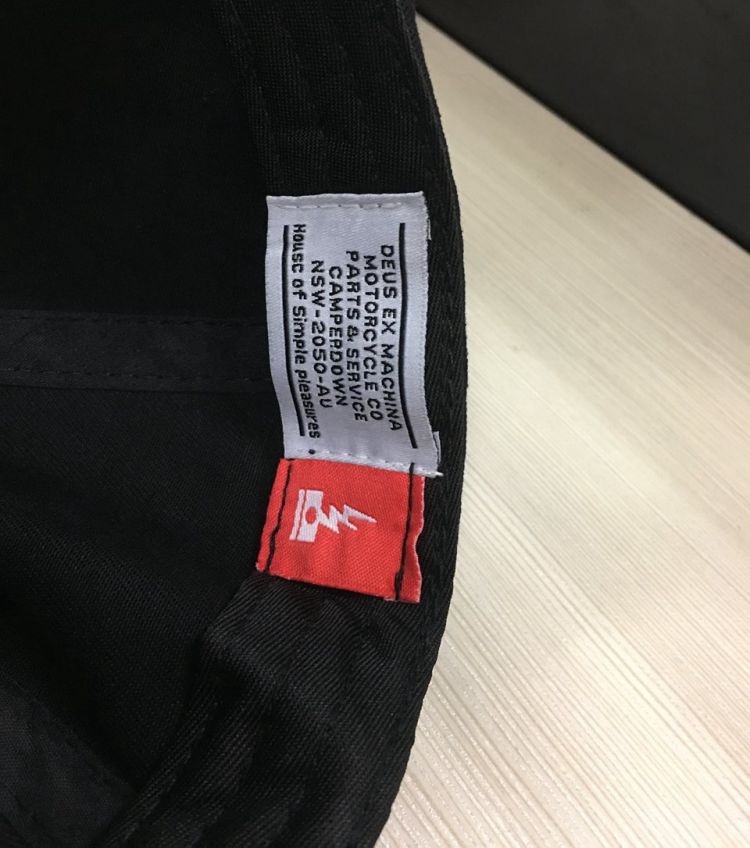 DEUS EX MACHINA
MOTORCYCLE CO
PARTS & SERVICE
CAMPERDOWN
NSW-2050-AU
House of Simple pleasures